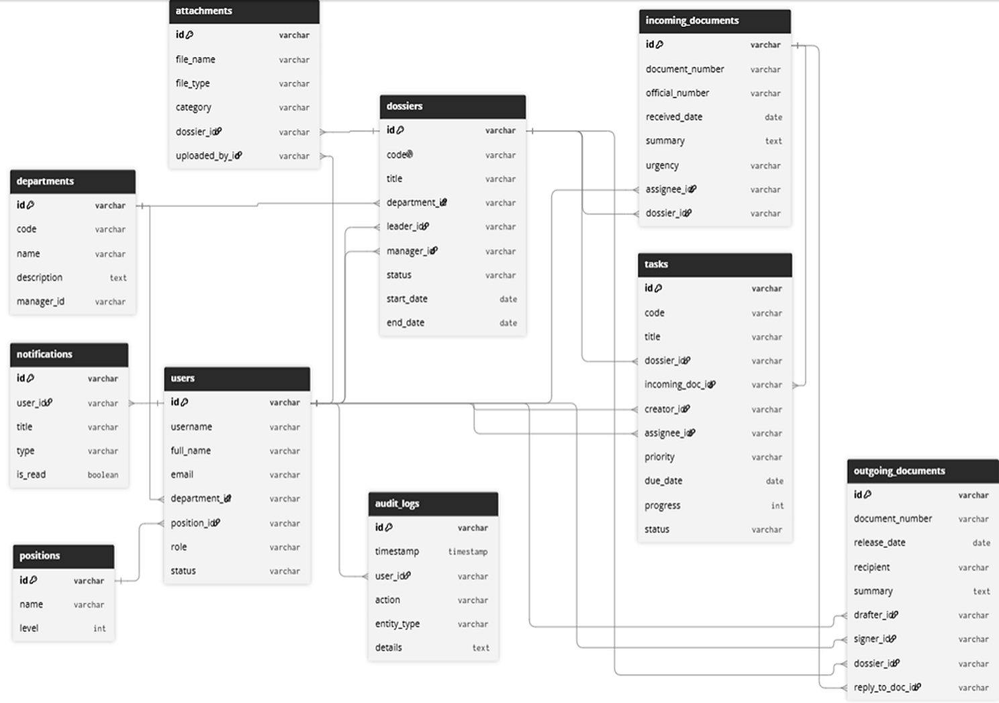 attachments
id varchar
file_name varchar
file_type varchar
category varchar
dossier_id varchar
uploaded_by_id varchar
incoming_documents
id varchar
document_number varchar
official_number varchar
received_date date
summary text
urgency varchar
assignee_id varchar
dossier_id varchar
dossiers
id varchar
code varchar
title varchar
department_id varchar
leader_id varchar
manager_id varchar
status varchar
start_date date
end_date date
departments
id varchar
code varchar
name varchar
description text
manager_id varchar
tasks
id varchar
code varchar
title varchar
dossier_id varchar
incoming_doc_id varchar
creator_id varchar
assignee_id varchar
priority varchar
due_date date
progress int
status varchar
notifications
id varchar
user_id varchar
title varchar
type varchar
is_read boolean
users
id varchar
username varchar
full_name varchar
email varchar
department_id varchar
position_id varchar
role varchar
status varchar
outgoing_documents
id varchar
document_number varchar
release_date date
recipient varchar
summary text
drafter_id varchar
signer_id varchar
dossier_id varchar
reply_to_doc_id varchar
audit_logs
id varchar
timestamp timestamp
user_id varchar
action varchar
entity_type varchar
details text
positions
id varchar
name varchar
level int